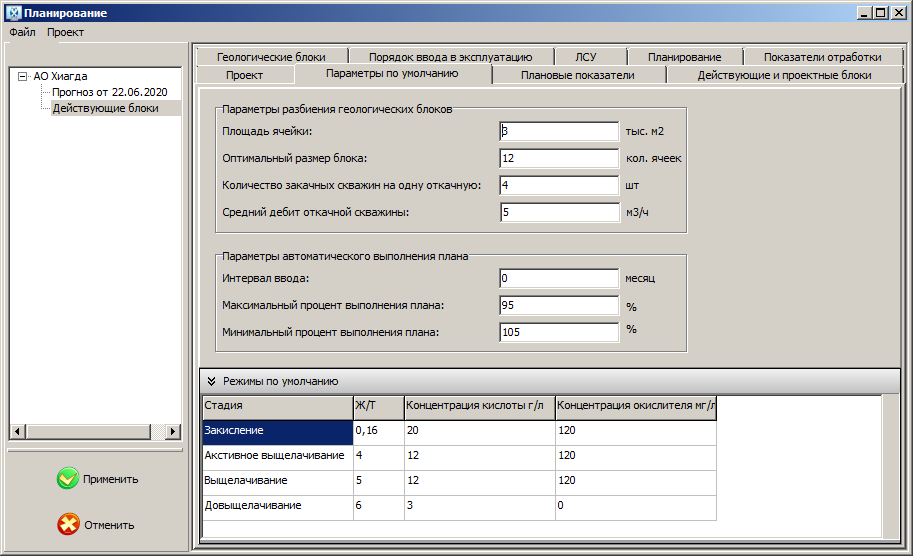 Планирование
Файл Проект
АО Хиагда
Прогноз от 22.06.2020
Действующие блоки
Применить
Отменить
Геологические блоки Порядок ввода в эксплуатацию ЛСУ Планирование Показатели отработки
Проект Параметры по умолчанию Плановые показатели Действующие и проектные блоки
Параметры разбиения геологических блоков
Площадь ячейки: 3 тыс. м2
Оптимальный размер блока: 12 кол. ячеек
Количество закачных скважин на одну откачную: 4 шт
Средний дебит откачной скважины: 5 м3/ч
Параметры автоматического выполнения плана
Интервал ввода: 0 месяц
Максимальный процент выполнения плана: 95 %
Минимальный процент выполнения плана: 105 %
Режимы по умолчанию
Стадия Ж/Т Концентрация кислоты г/л Концентрация окислителя мг/л
Закисление 0,16 20 120
Акстивное выщелачивание 4 12 120
Выщелачивание 5 12 120
Довыщелачивание 6 3 0